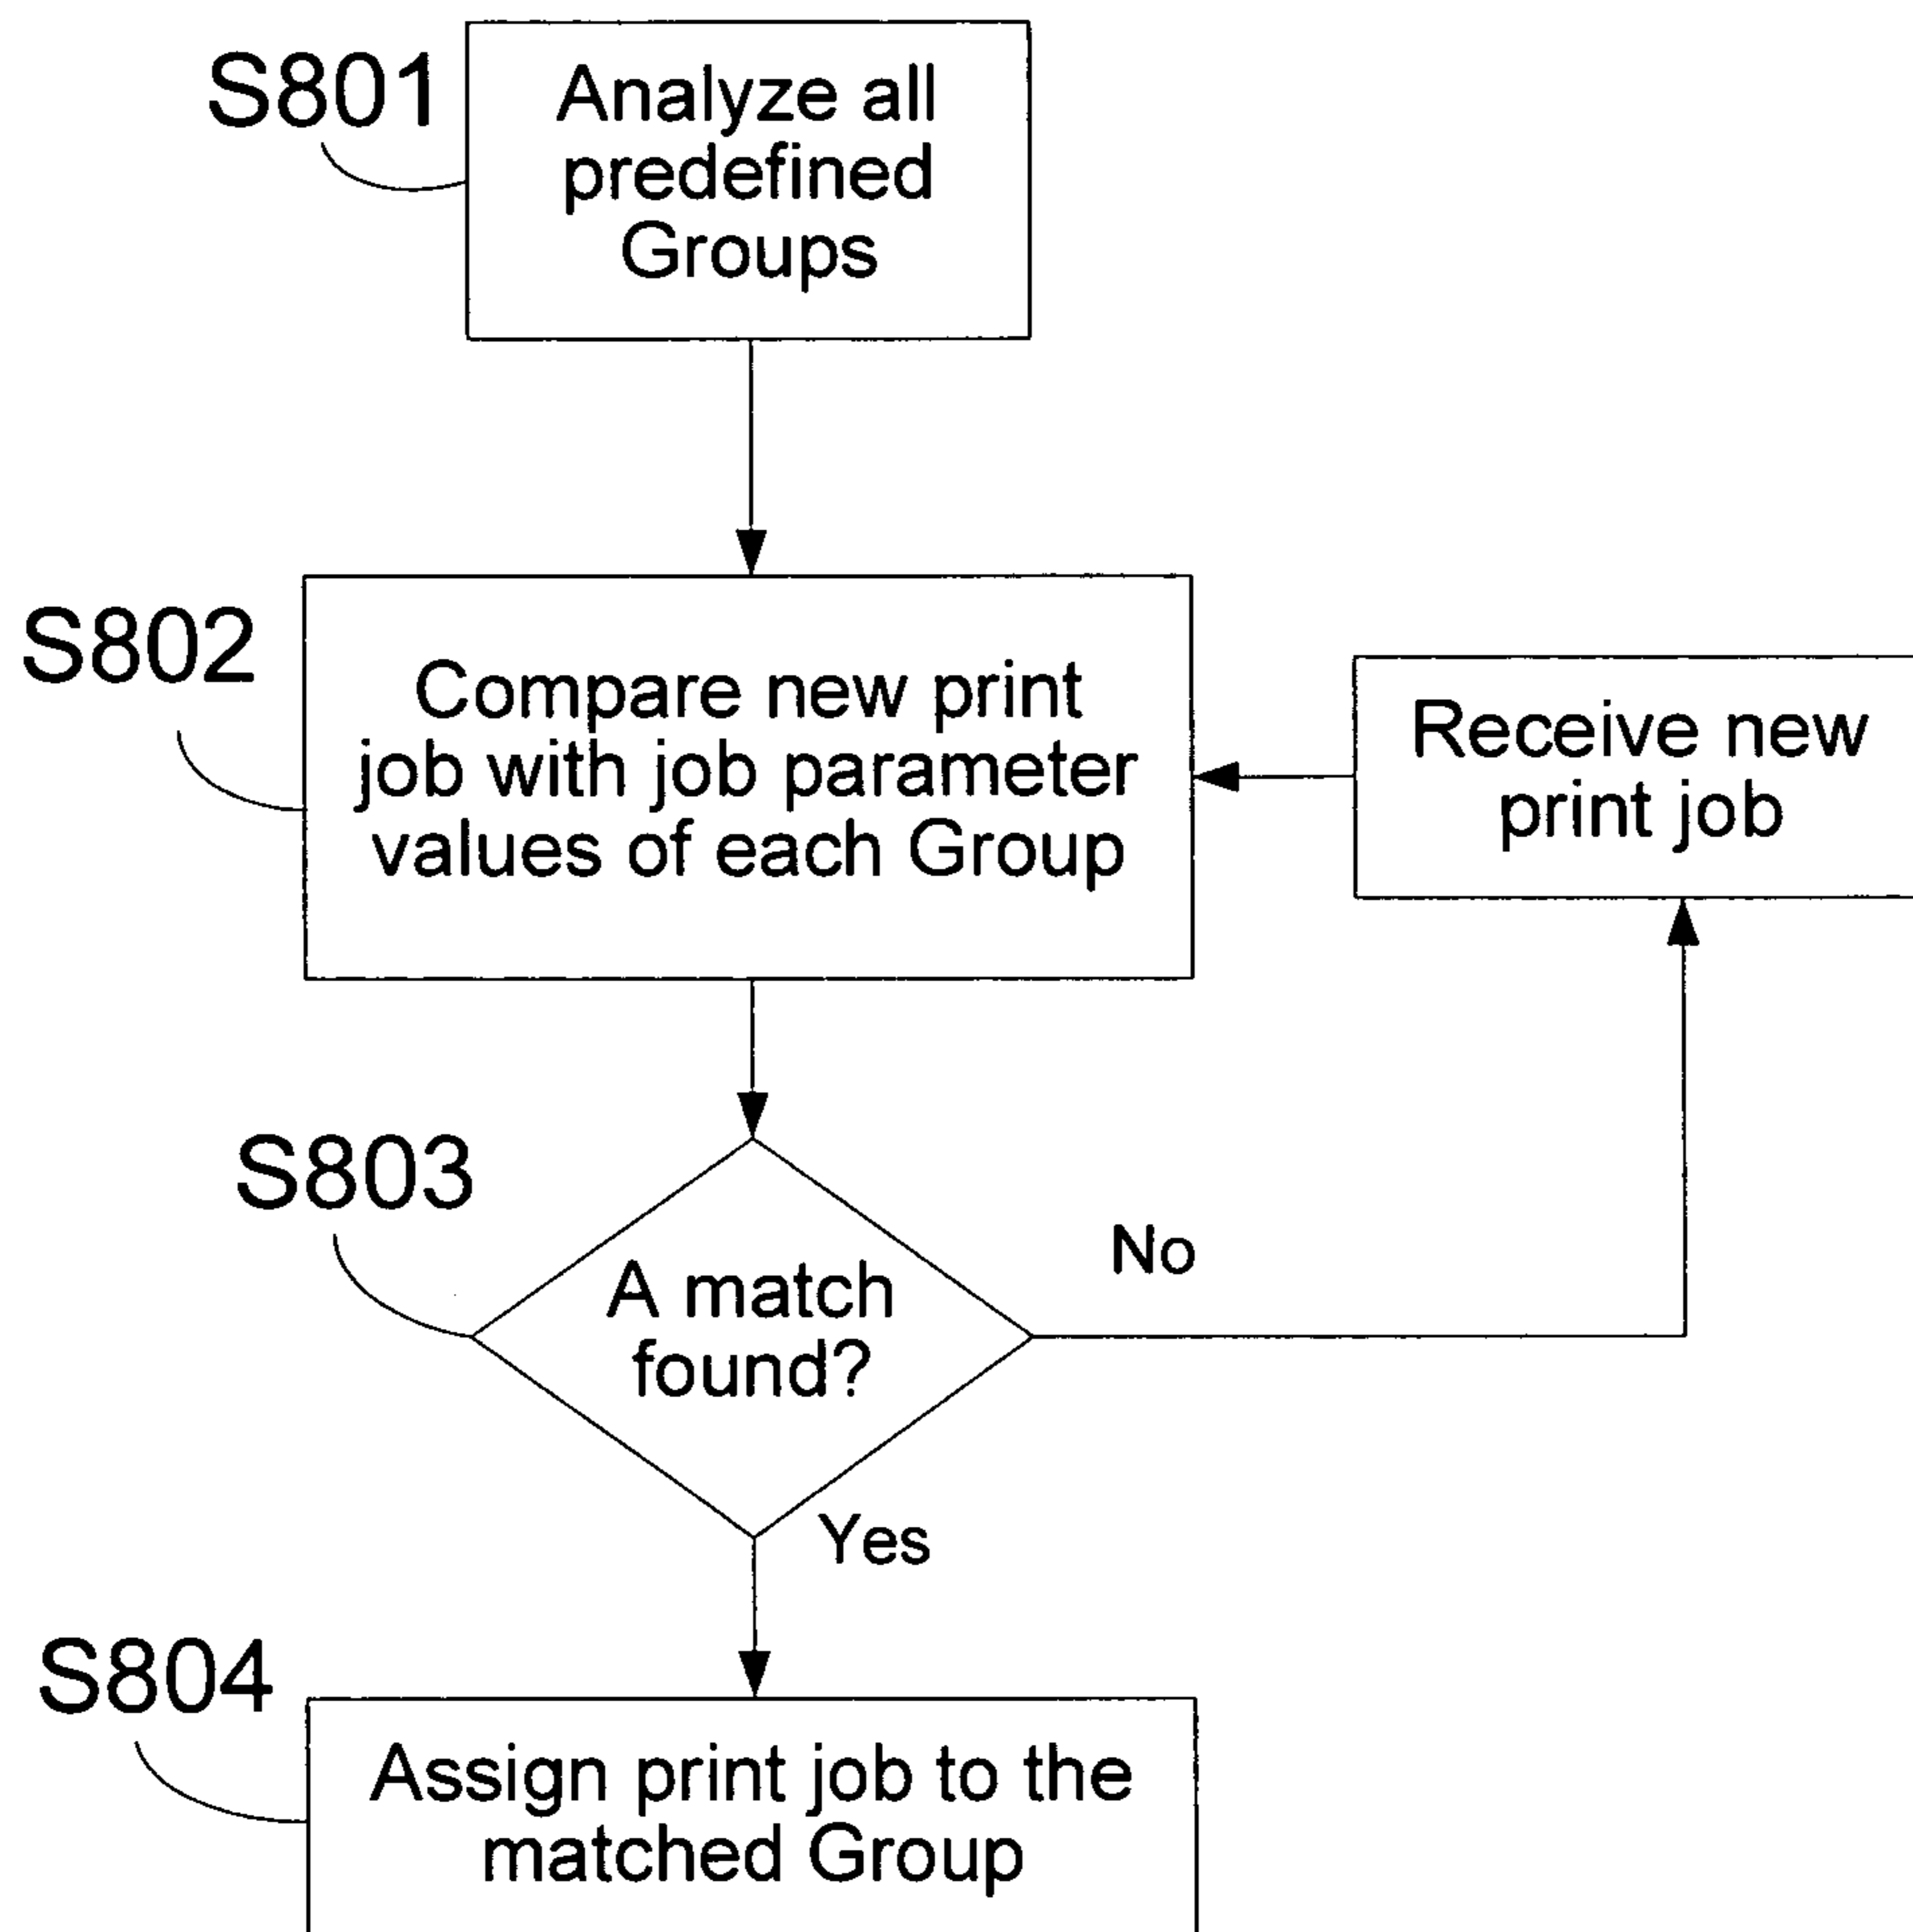 S801
Analyze all
predefined
Groups
S802
Compare new print
job with job parameter
values of each Group
Receive new
print job
S803
A match
found?
No
Yes
S804
Assign print job to the
matched Group